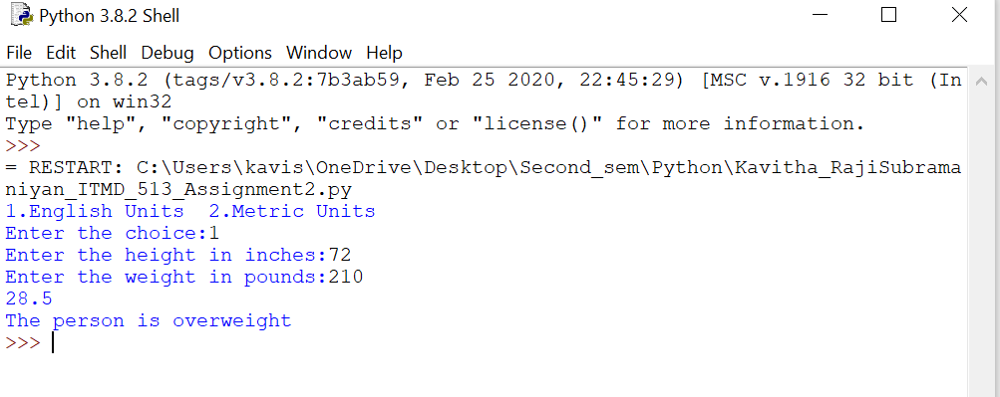 Python 3.8.2 Shell
File Edit Shell Debug Options Window Help
Python 3.8.2 (tags/v3.8.2:7b3ab59, Feb 25 2020, 22:45:29) [MSC v.1916 32 bit (In
tel)] on win32
Type "help", "copyright", "credits" or "license()" for more information.
>>>
= RESTART: C:\Users\kavis\OneDrive\Desktop\Second_sem\Python\Kavitha_RajiSubrama
niyan_ITMD_513_Assignment2.py
1.English Units  2.Metric Units
Enter the choice:1
Enter the height in inches:72
Enter the weight in pounds:210
28.5
The person is overweight
>>>